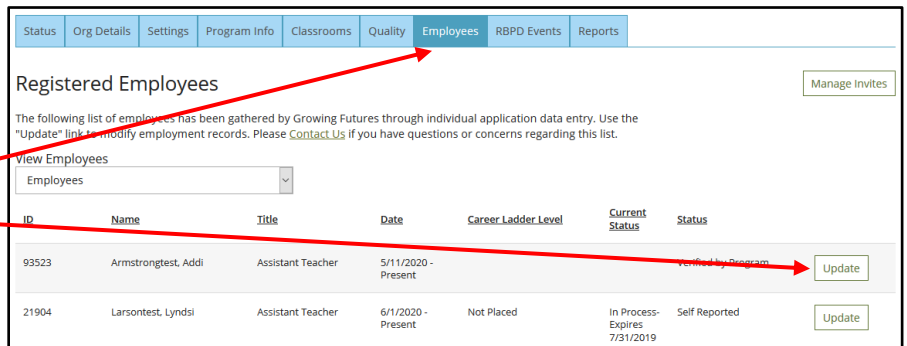 Status Org Details Settings Program Info Classrooms Quality Employees RBPD Events Reports
Registered Employees
Manage Invites
The following list of employees has been gathered by Growing Futures through individual application data entry. Use the
"Update" link to modify employment records. Please Contact Us if you have questions or concerns regarding this list.
View Employees
Employees
ID Name Title Date Career Ladder Level Current Status Status
93523 Armstrongtest, Addi Assistant Teacher 5/11/2020 - Present Verified by Program Update
21904 Larsontest, Lyndsi Assistant Teacher 6/1/2020 - Present Not Placed In Process- Expires 7/31/2019 Self Reported Update